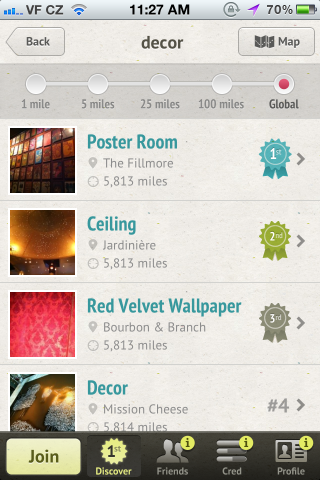 VF CZ 11:27 AM 70%
Back decor Map
1 mile 5 miles 25 miles 100 miles Global
Poster Room
The Fillmore
5,813 miles
1st
Ceiling
Jardinière
5,813 miles
2nd
Red Velvet Wallpaper
Bourbon & Branch
5,813 miles
3rd
Decor
Mission Cheese
5,814 miles
#4
Join
1st
Discover
i
Friends
i
Cred
i
Profile